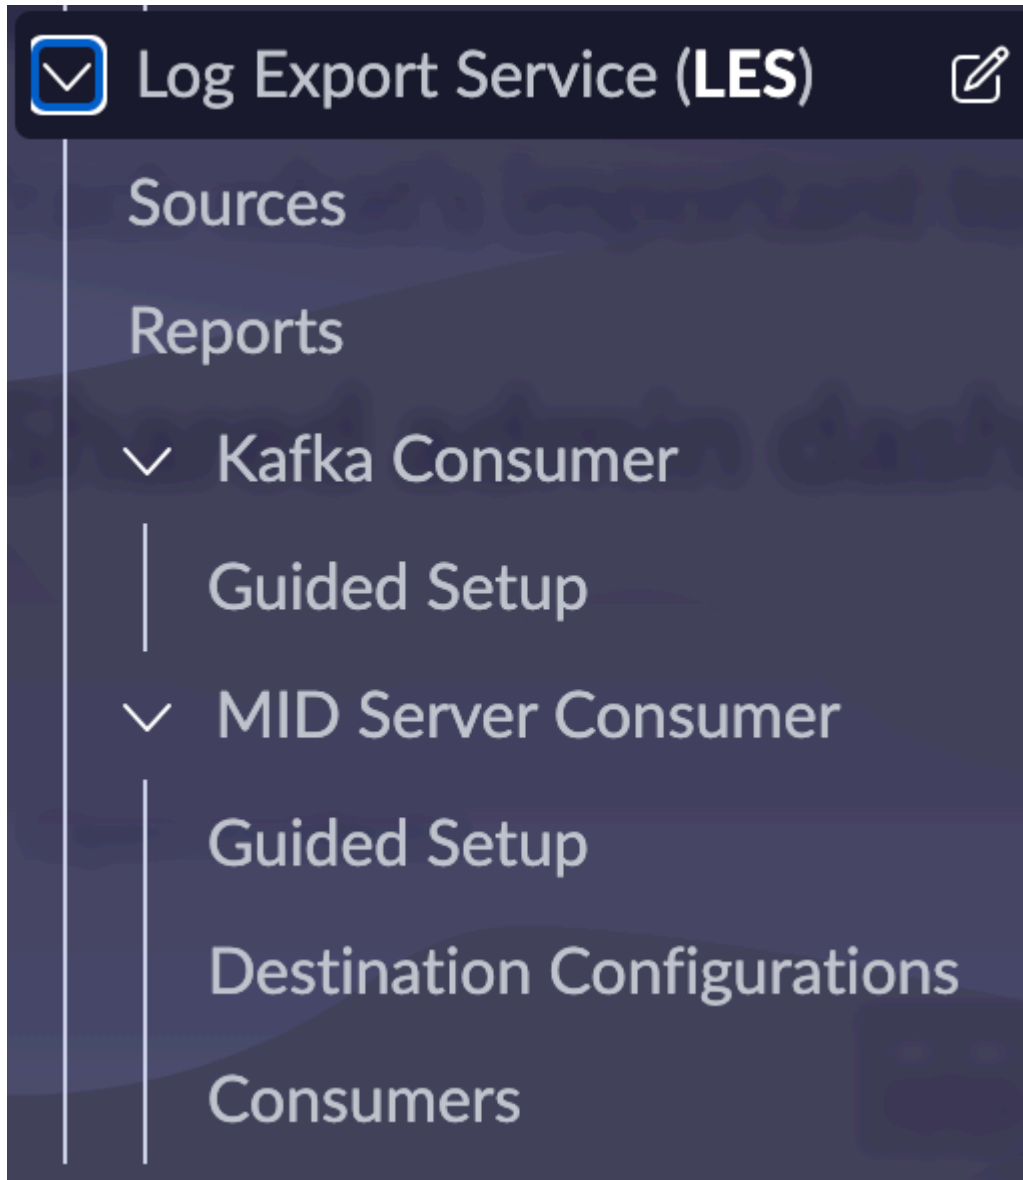 Log Export Service (LES)
Sources
Reports
Kafka Consumer
Guided Setup
MID Server Consumer
Guided Setup
Destination Configurations
Consumers